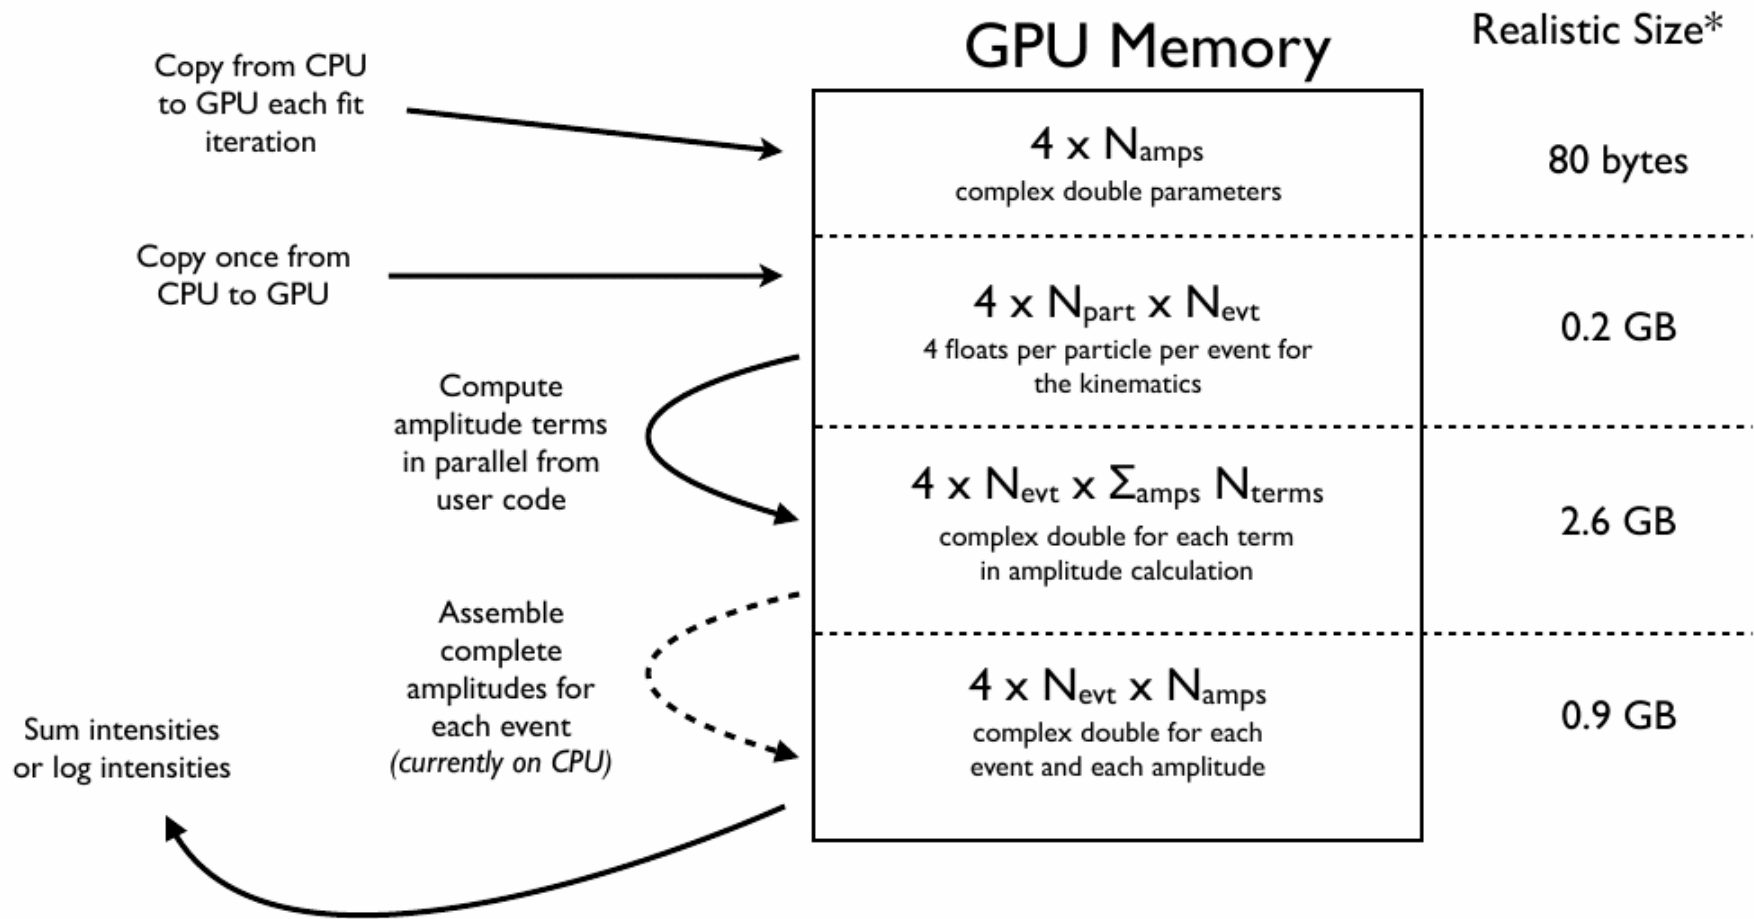 GPU Memory
Realistic Size*
Copy from CPU
to GPU each fit
iteration
4 x Namps
complex double parameters
80 bytes
Copy once from
CPU to GPU
4 x Npart x Nevt
4 floats per particle per event for
the kinematics
0.2 GB
Compute
amplitude terms
in parallel from
user code
4 x Nevt x Σamps Nterms
complex double for each term
in amplitude calculation
2.6 GB
Assemble
complete
amplitudes for
each event
(currently on CPU)
4 x Nevt x Namps
complex double for each
event and each amplitude
0.9 GB
Sum intensities
or log intensities